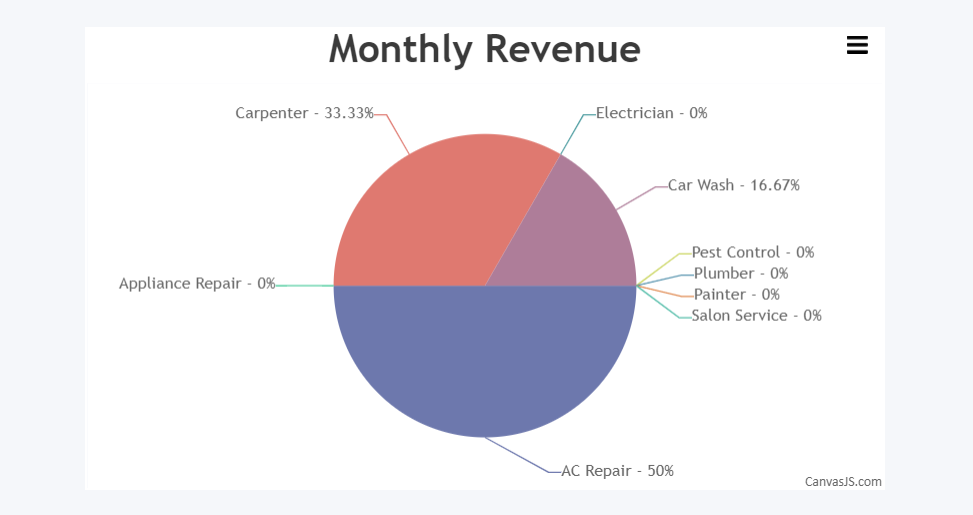 Monthly Revenue
Carpenter - 33.33%
Electrician - 0%
Car Wash - 16.67%
Pest Control - 0%
Plumber - 0%
Appliance Repair - 0%
Painter - 0%
Salon Service - 0%
AC Repair - 50%
CanvasJS.com